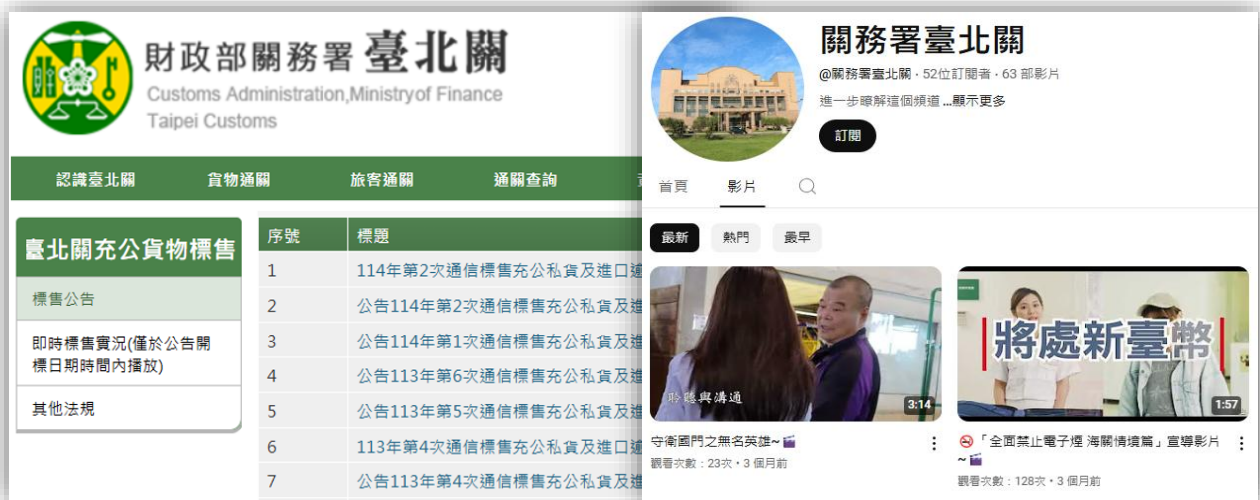 財政部關務署臺北關
Customs Administration,Ministryof Finance
Taipei Customs
認識臺北關
貨物通關
旅客通關
通關查詢
臺北關充公貨物標售
標售公告
即時標售實況(僅於公告開
標日期時間內播放)
其他法規
序號
標題
1
114年第2次通信標售充公私貨及進口逾
2
公告114年第2次通信標售充公私貨及進
3
公告114年第1次通信標售充公私貨及進
4
公告113年第6次通信標售充公私貨及進
5
公告113年第5次通信標售充公私貨及進
6
113年第4次通信標售充公私貨及進口逾
7
公告113年第4次通信標售充公私貨及進
關務署臺北關
@關務署臺北關·52位訂閱者·63 部影片
進一步瞭解這個頻道 ...顯示更多
訂閱
首頁
影片
最新
熱門
最早
聆聽與溝通
3:14
守衛國門之無名英雄~🎬
觀看次數：23次·3 個月前
將處新臺幣
1:57
🚭「全面禁止電子煙 海關情境篇」宣導影片
~🎬
觀看次數：128次·3 個月前